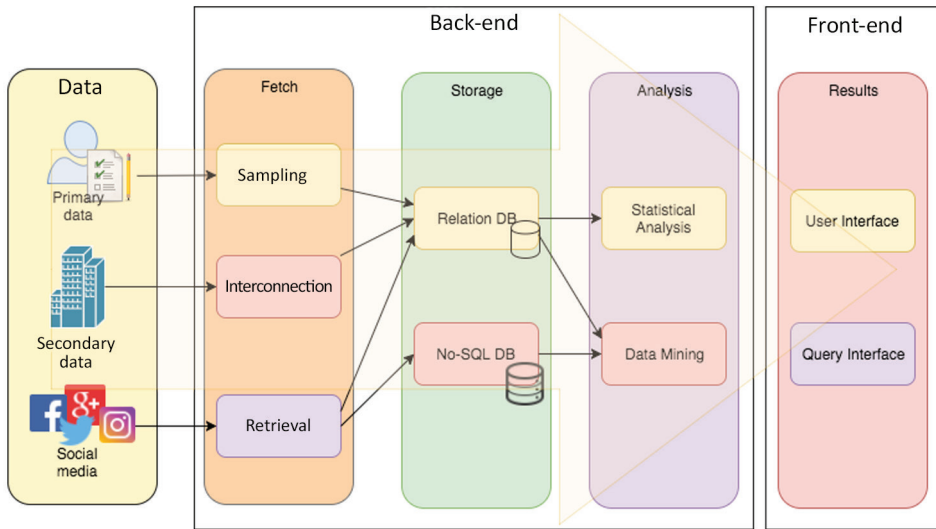 Back-end
Front-end
Data
Fetch
Storage
Analysis
Results
Primary
data
Sampling
Relation DB
Statistical
Analysis
User Interface
Interconnection
Secondary
data
No-SQL DB
Data Mining
Query Interface
f
g+
Social
media
Retrieval